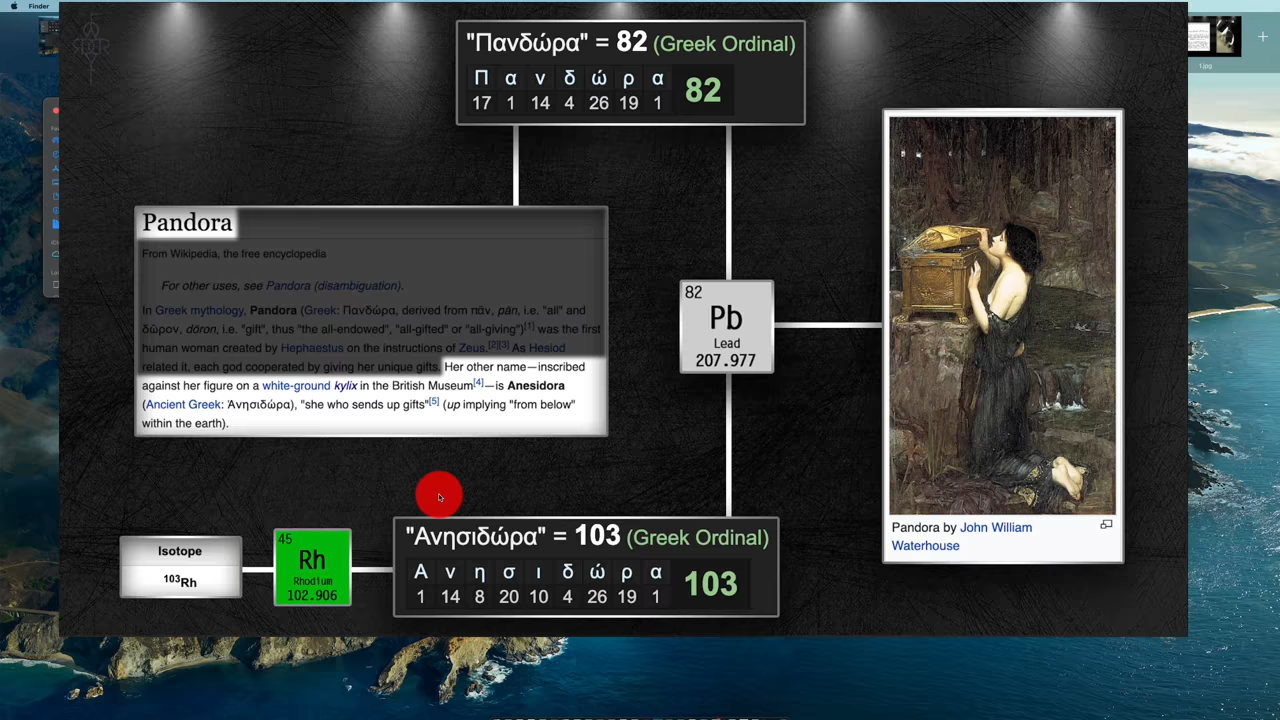 Finder
"Πανδώρα" = 82 (Greek Ordinal)
Π α ν δ ώ ρ α
17 1 14 4 26 19 1
82
Pandora
From Wikipedia, the free encyclopedia
For other uses, see Pandora (disambiguation).
In Greek mythology, Pandora (Greek: Πανδώρα, derived from πᾶν, pān, i.e. "all" and
δῶρον, dōron, i.e. "gift", thus "the all-endowed", "all-gifted" or "all-giving")[1] was the first
human woman created by Hephaestus on the instructions of Zeus.[2][3] As Hesiod
related it, each god cooperated by giving her unique gifts. Her other name—inscribed
against her figure on a white-ground kylix in the British Museum[4]—is Anesidora
(Ancient Greek: Ἀνησιδώρα), "she who sends up gifts"[5] (up implying "from below"
within the earth).
82
Pb
Lead
207.977
Pandora by John William
Waterhouse
Isotope
103Rh
45
Rh
Rhodium
102.906
"Ανησιδώρα" = 103 (Greek Ordinal)
Α ν η σ ι δ ώ ρ α
1 14 8 20 10 4 26 19 1
103